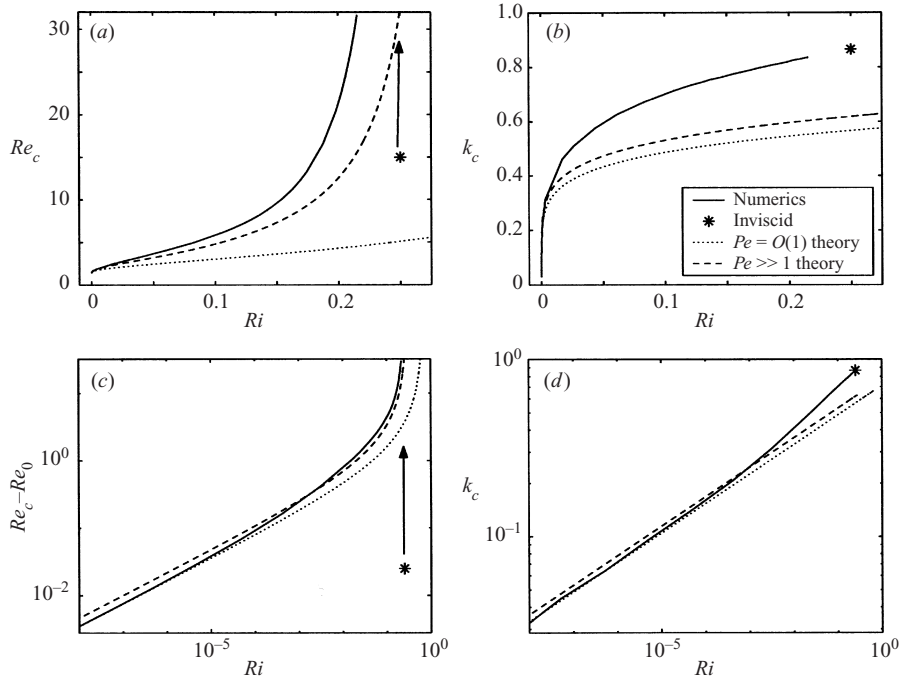 (a)
32
30
20
10
0
Re_c
0
0.1
0.2
Ri
(b)
1.0
0.8
0.6
0.4
0.2
0
k_c
Numerics
Inviscid
Pe = O(1) theory
Pe >> 1 theory
0
0.1
0.2
Ri
(c)
10^0
10^−2
Re_c–Re_0
10^−5
10^0
Ri
(d)
10^0
10^−1
k_c
10^−5
10^0
Ri